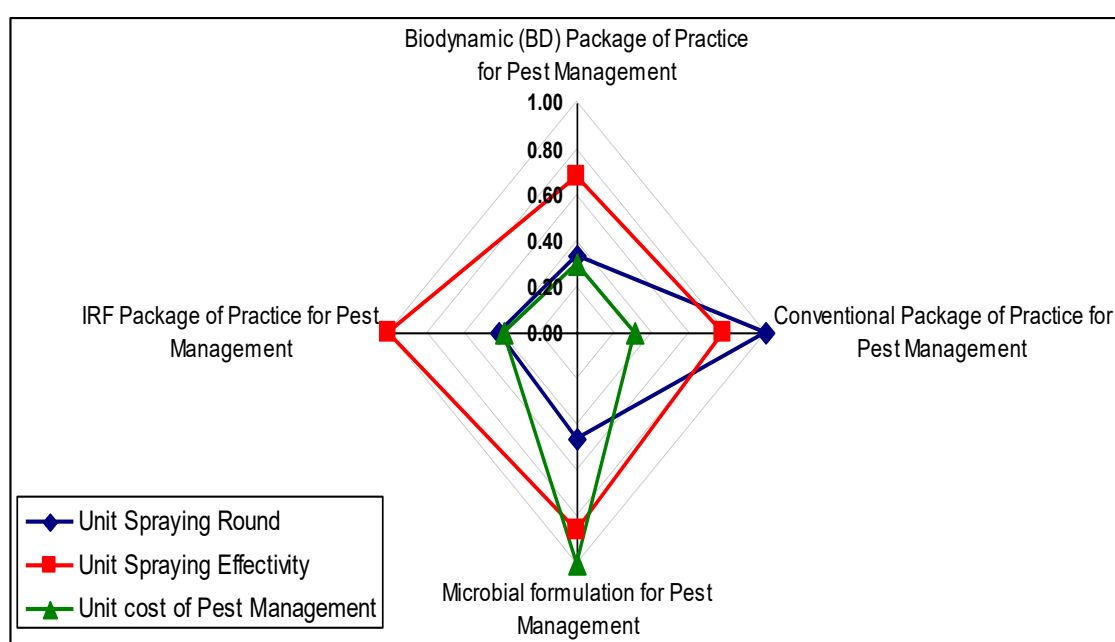 Biodynamic (BD) Package of Practice
for Pest Management
1.00
0.80
0.60
0.40
0.20
0.00
IRF Package of Practice for Pest
Management
Conventional Package of Practice for
Pest Management
Unit Spraying Round
Unit Spraying Effectivity
Unit cost of Pest Management
Microbial formulation for Pest
Management